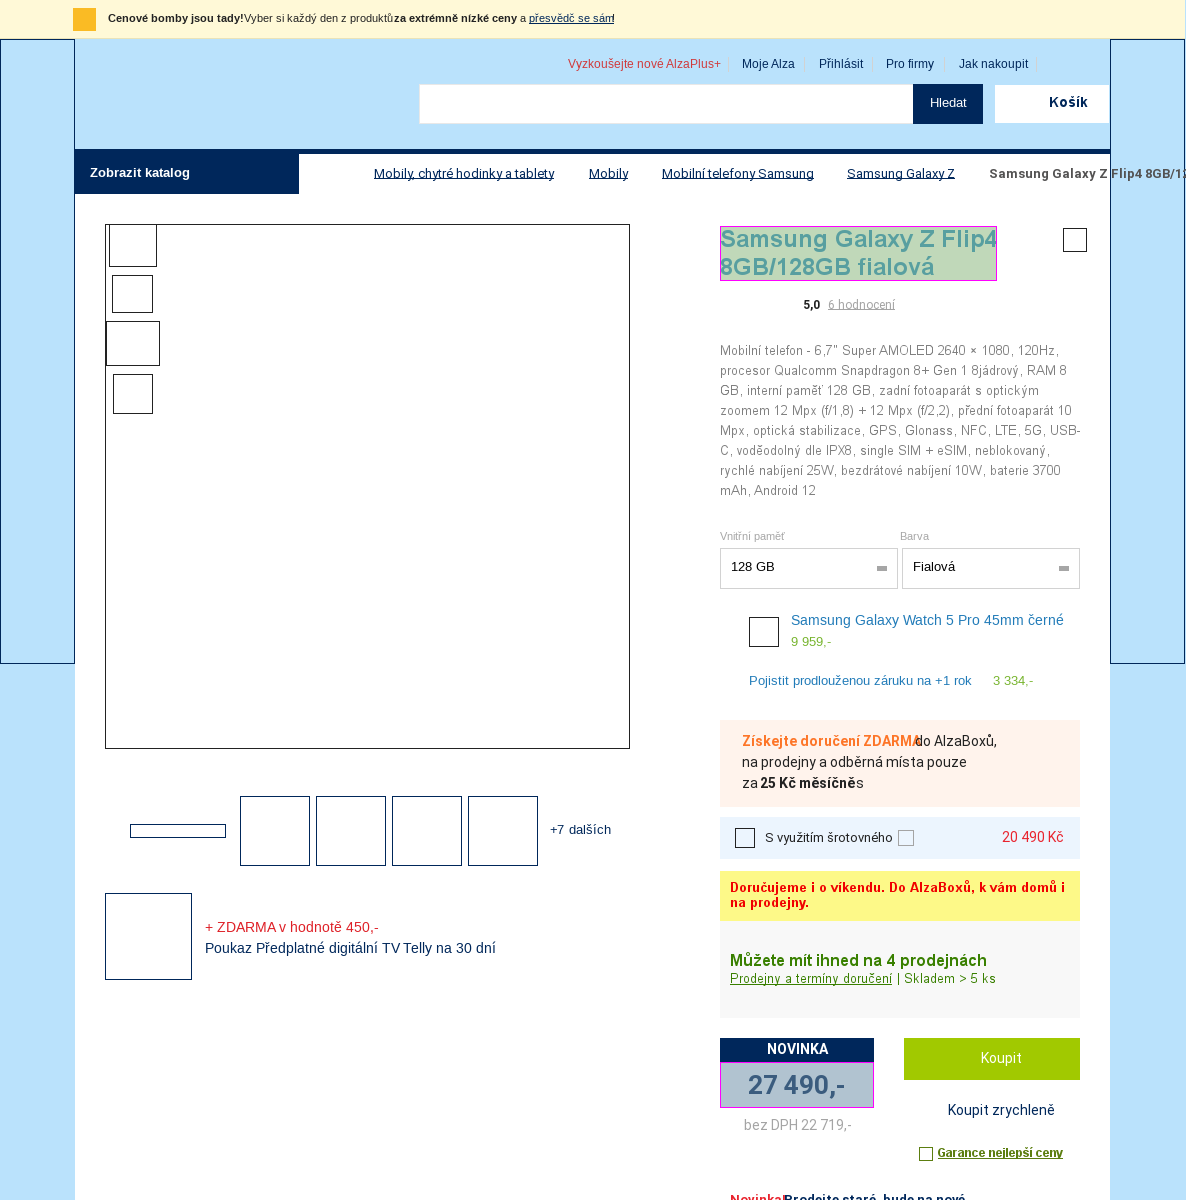 Cenové bomby jsou tady! Vyber si každý den z produktů za extrémně nízké ceny a přesvědč se sám!
Vyzkoušejte nové AlzaPlus+ Moje Alza Přihlásit Pro firmy Jak nakoupit
Hledat Košík
Zobrazit katalog Mobily, chytré hodinky a tablety Mobily Mobilní telefony Samsung Samsung Galaxy Z Samsung Galaxy Z Flip4 8GB/12
Samsung Galaxy Z Flip4
8GB/128GB fialová
5,0 6 hodnocení
Mobilní telefon - 6,7" Super AMOLED 2640 × 1080, 120Hz,
procesor Qualcomm Snapdragon 8+ Gen 1 8jádrový, RAM 8
GB, interní paměť 128 GB, zadní fotoaparát s optickým
zoomem 12 Mpx (f/1,8) + 12 Mpx (f/2,2), přední fotoaparát 10
Mpx, optická stabilizace, GPS, Glonass, NFC, LTE, 5G, USB-
C, voděodolný dle IPX8, single SIM + eSIM, neblokovaný,
rychlé nabíjení 25W, bezdrátové nabíjení 10W, baterie 3700
mAh, Android 12
Vnitřní paměť Barva
128 GB Fialová
Samsung Galaxy Watch 5 Pro 45mm černé
9 959,-
Pojistit prodlouženou záruku na +1 rok 3 334,-
Získejte doručení ZDARMA do AlzaBoxů,
na prodejny a odběrná místa pouze
za 25 Kč měsíčně s
S využitím šrotovného 20 490 Kč
+7 dalších
Doručujeme i o víkendu. Do AlzaBoxů, k vám domů i
na prodejny.
+ ZDARMA v hodnotě 450,-
Poukaz Předplatné digitální TV Telly na 30 dní
Můžete mít ihned na 4 prodejnách
Prodejny a termíny doručení | Skladem > 5 ks
NOVINKA
27 490,-
bez DPH 22 719,-
Koupit
Koupit zrychleně
Garance nejlepší ceny
Novinka! Prodejte staré, bude na nové